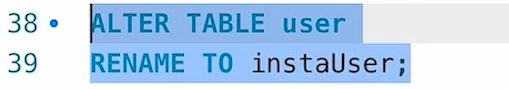 38 ALTER TABLE user
39 RENAME TO instaUser;